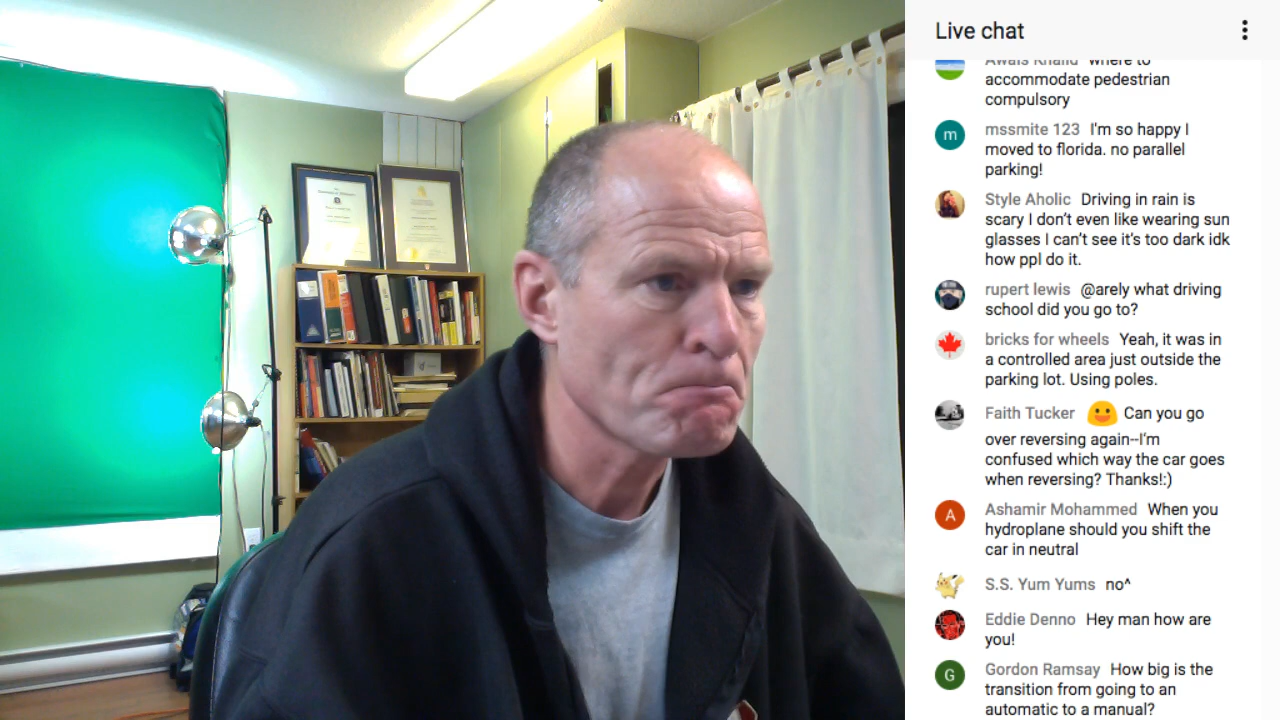 Live chat
where to
accommodate pedestrian
compulsory
mssmite 123 I'm so happy I
moved to florida. no parallel
parking!
Style Aholic Driving in rain is
scary I don't even like wearing sun
glasses I can't see it's too dark idk
how ppl do it.
rupert lewis @arely what driving
school did you go to?
bricks for wheels Yeah, it was in
a controlled area just outside the
parking lot. Using poles.
Faith Tucker Can you go
over reversing again--I'm
confused which way the car goes
when reversing? Thanks!:)
Ashamir Mohammed When you
hydroplane should you shift the
car in neutral
S.S. Yum Yums no^
Eddie Denno Hey man how are
you!
Gordon Ramsay How big is the
transition from going to an
automatic to a manual?